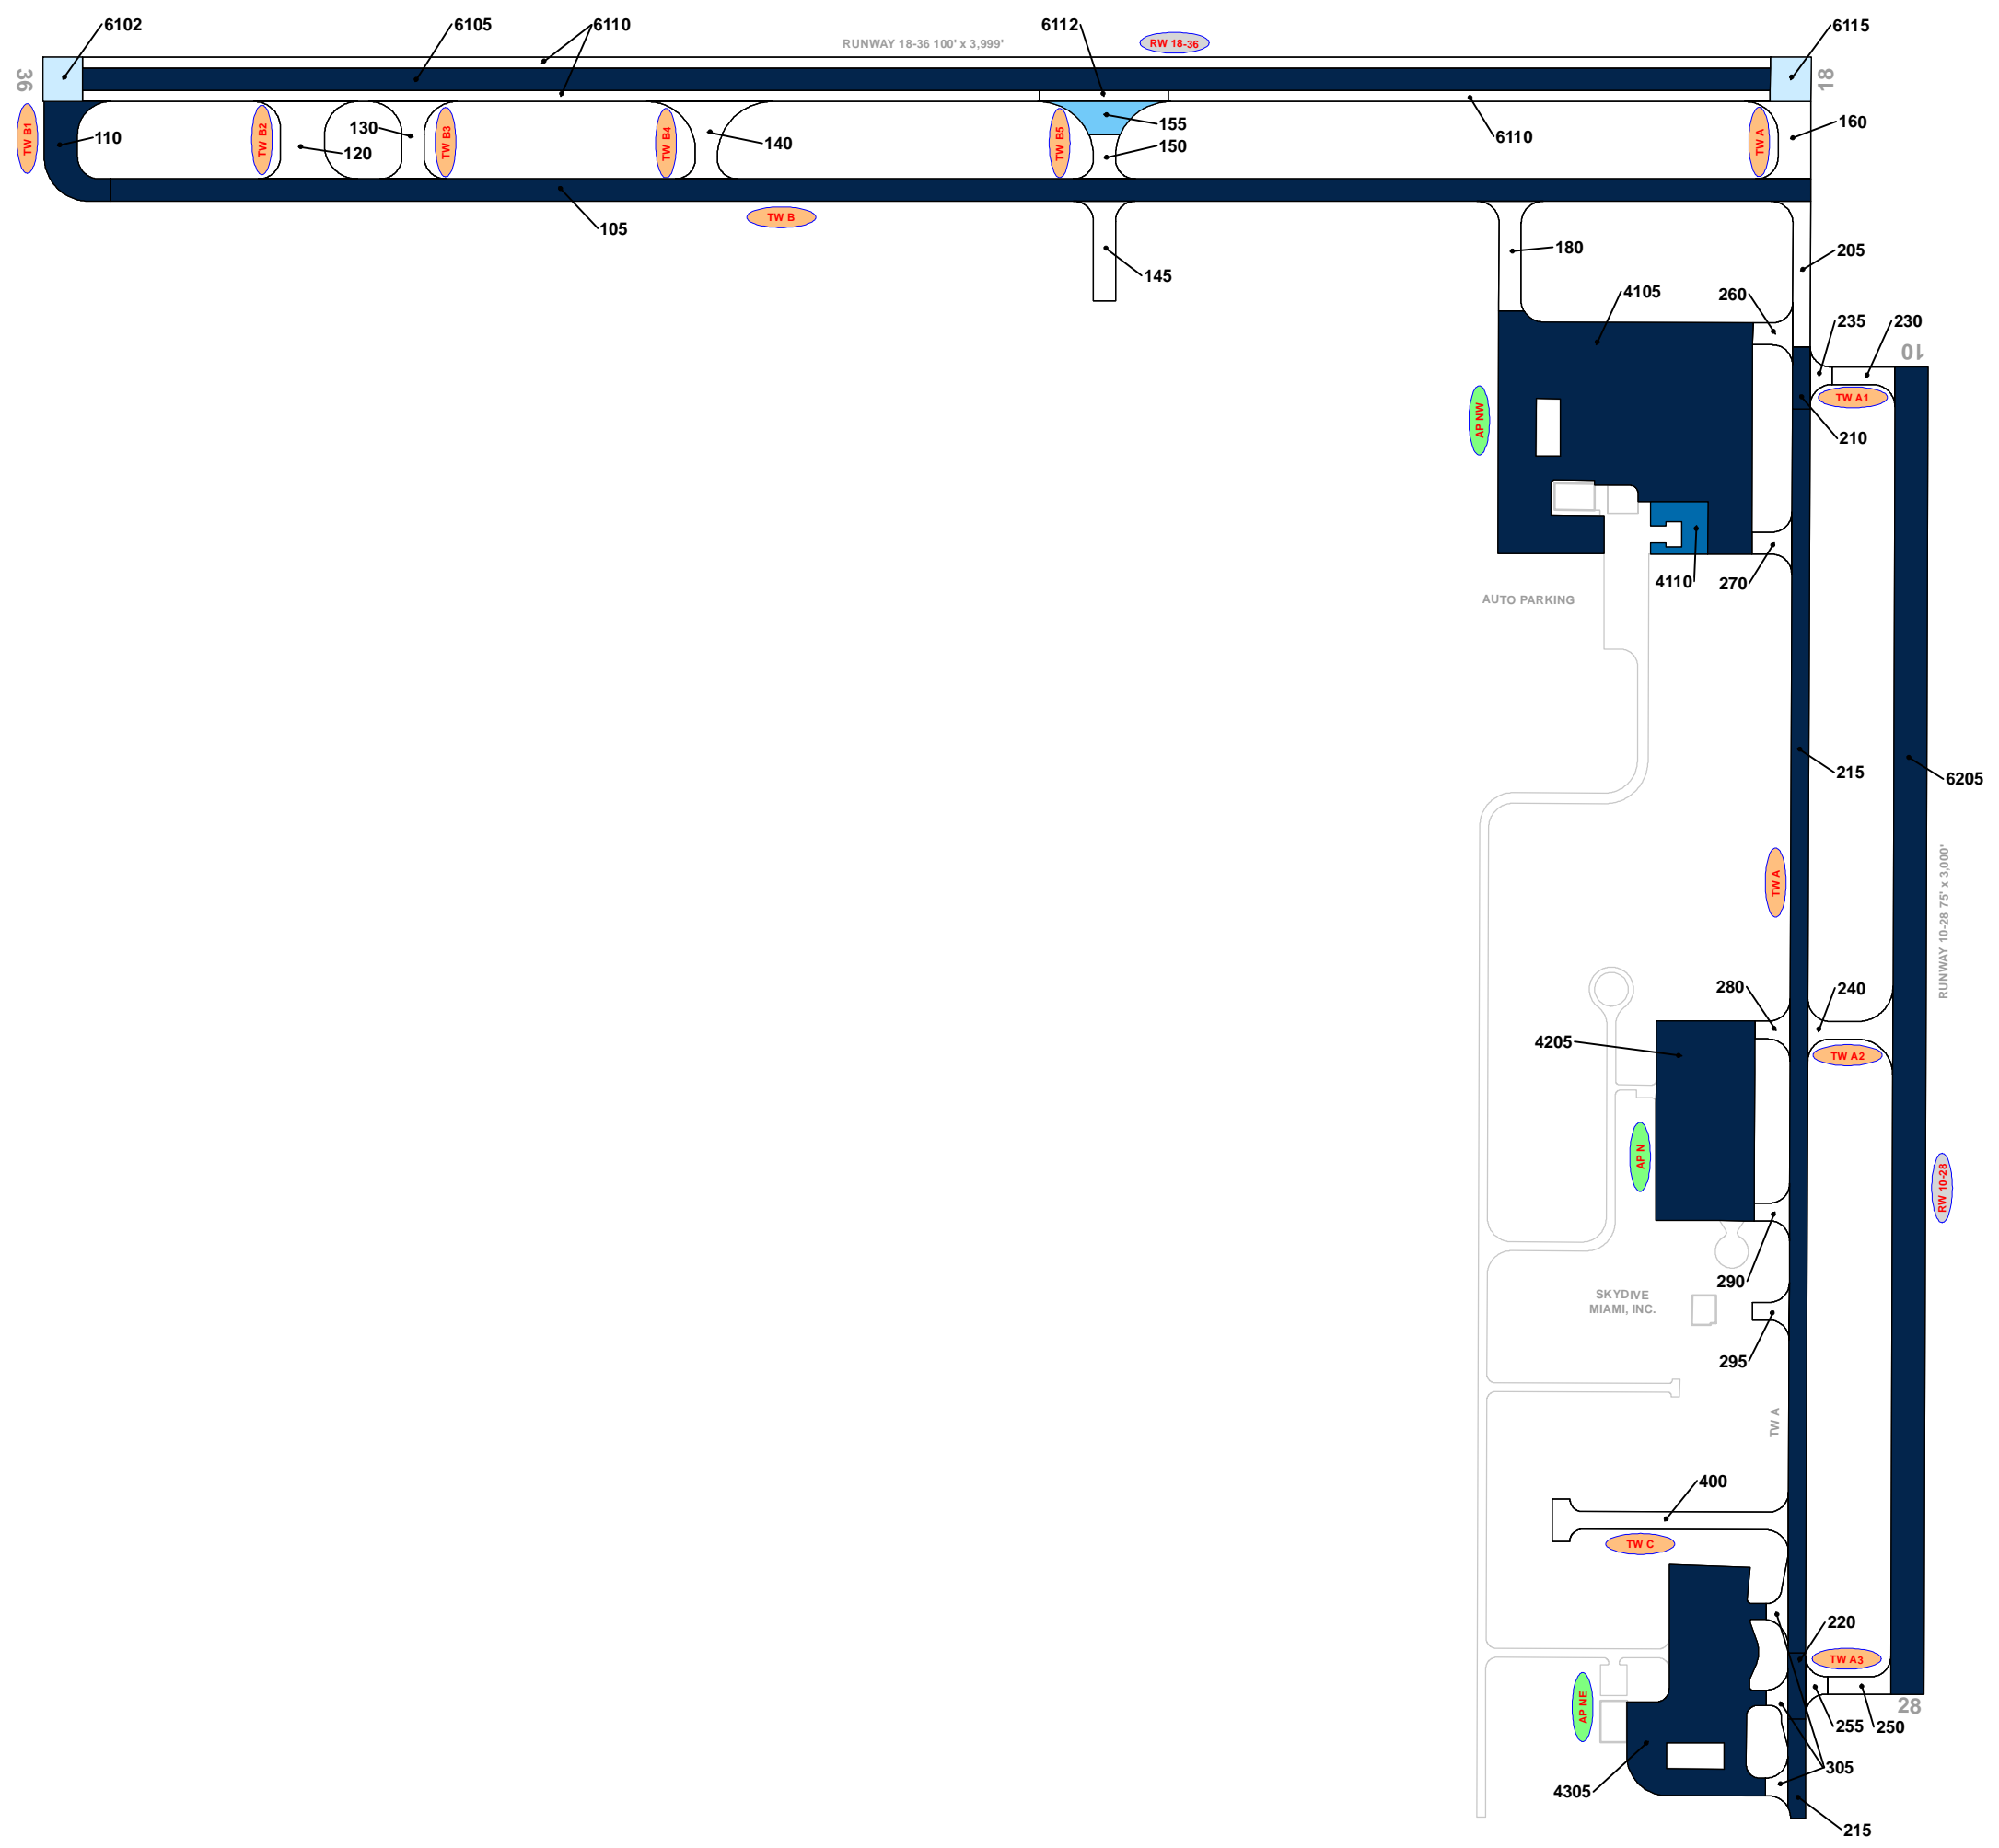 6102
6105
6110
6112
6115
RUNWAY 18-36 100' x 3,999'
RW 18-36
36
18
TW B1
110
TW B2
120
130
TW B3
TW B4
140
TW B5
155
150
6110
TW A
160
105
TW B
145
180
205
4105
260
235
230
10
TW A1
AP NW
210
4110
270
AUTO PARKING
215
6205
TW A
RUNWAY 10-28 75' x 3,000'
280
240
4205
TW A2
AP N
RW 10-28
290
SKYDIVE
MIAMI, INC.
295
TW A
400
TW C
220
TW A3
AP NE
28
255
250
305
4305
215